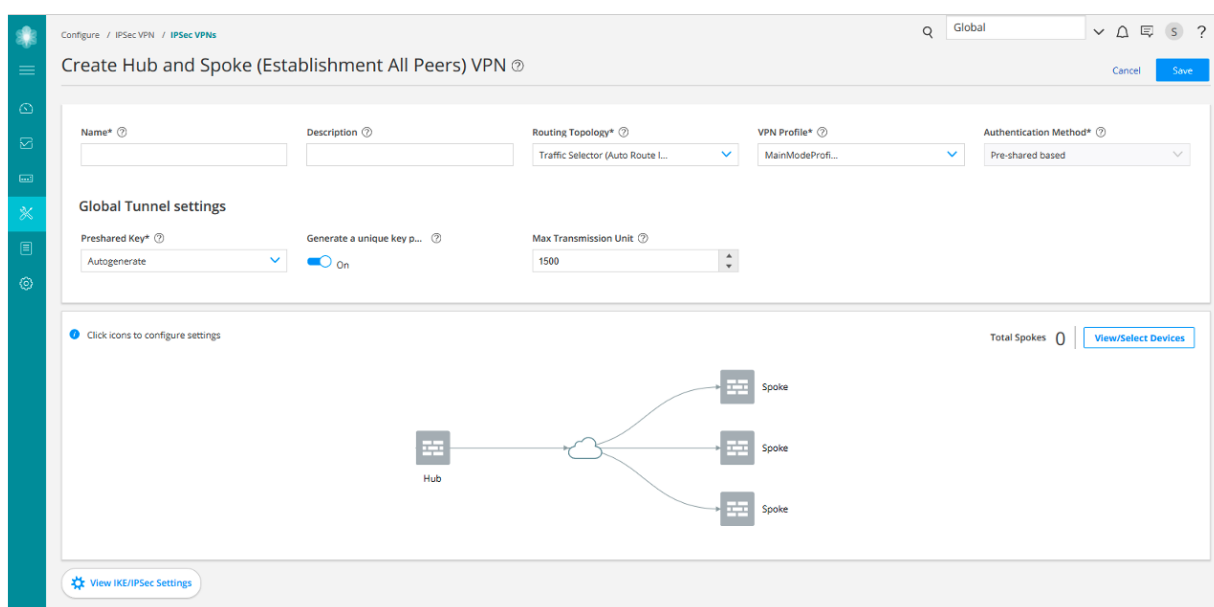 Configure / IPSec VPN / IPSec VPNs
Global
S ?
Create Hub and Spoke (Establishment All Peers) VPN ?
Cancel Save
Name* ? Description ? Routing Topology* ? VPN Profile* ? Authentication Method* ?
Traffic Selector (Auto Route I... MainModeProfi... Pre-shared based
Global Tunnel settings
Preshared Key* ? Generate a unique key p... ? Max Transmission Unit ?
Autogenerate On 1500
i Click icons to configure settings Total Spokes 0 View/Select Devices
Spoke
Spoke
Hub
Spoke
View IKE/IPSec Settings